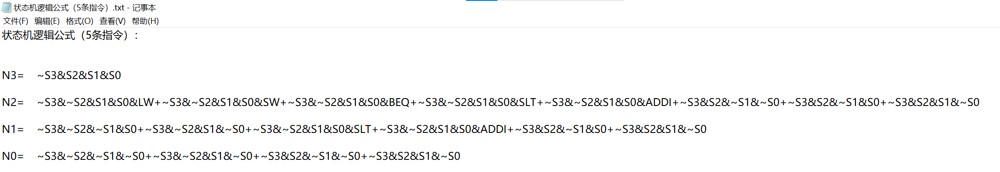 状态机逻辑公式（5条指令）.txt - 记事本
文件(F) 编辑(E) 格式(O) 查看(V) 帮助(H)
状态机逻辑公式（5条指令）：
N3= ~S3&S2&S1&S0
N2= ~S3&~S2&S1&S0&LW+~S3&~S2&S1&S0&SW+~S3&~S2&S1&S0&BEQ+~S3&~S2&S1&S0&SLT+~S3&~S2&S1&S0&ADDI+~S3&S2&~S1&~S0+~S3&S2&~S1&S0+~S3&S2&S1&~S0
N1= ~S3&~S2&~S1&S0+~S3&~S2&S1&~S0+~S3&~S2&S1&S0&SLT+~S3&~S2&S1&S0&ADDI+~S3&S2&~S1&S0+~S3&S2&S1&~S0
N0= ~S3&~S2&~S1&~S0+~S3&~S2&S1&~S0+~S3&S2&~S1&~S0+~S3&S2&S1&~S0